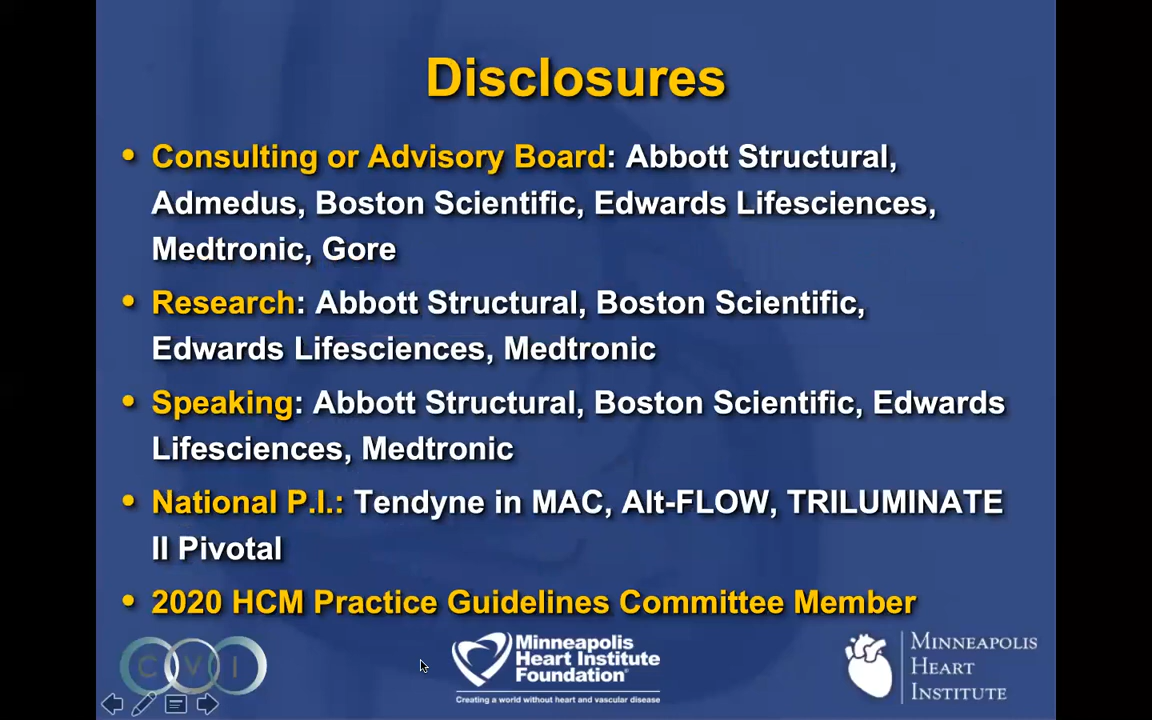 Disclosures
• Consulting or Advisory Board: Abbott Structural,
Admedus, Boston Scientific, Edwards Lifesciences,
Medtronic, Gore
• Research: Abbott Structural, Boston Scientific,
Edwards Lifesciences, Medtronic
• Speaking: Abbott Structural, Boston Scientific, Edwards
Lifesciences, Medtronic
• National P.I.: Tendyne in MAC, Alt-FLOW, TRILUMINATE
II Pivotal
• 2020 HCM Practice Guidelines Committee Member
CVI
Minneapolis
Heart Institute
Foundation®
Creating a world without heart and vascular disease
MINNEAPOLIS
HEART
INSTITUTE